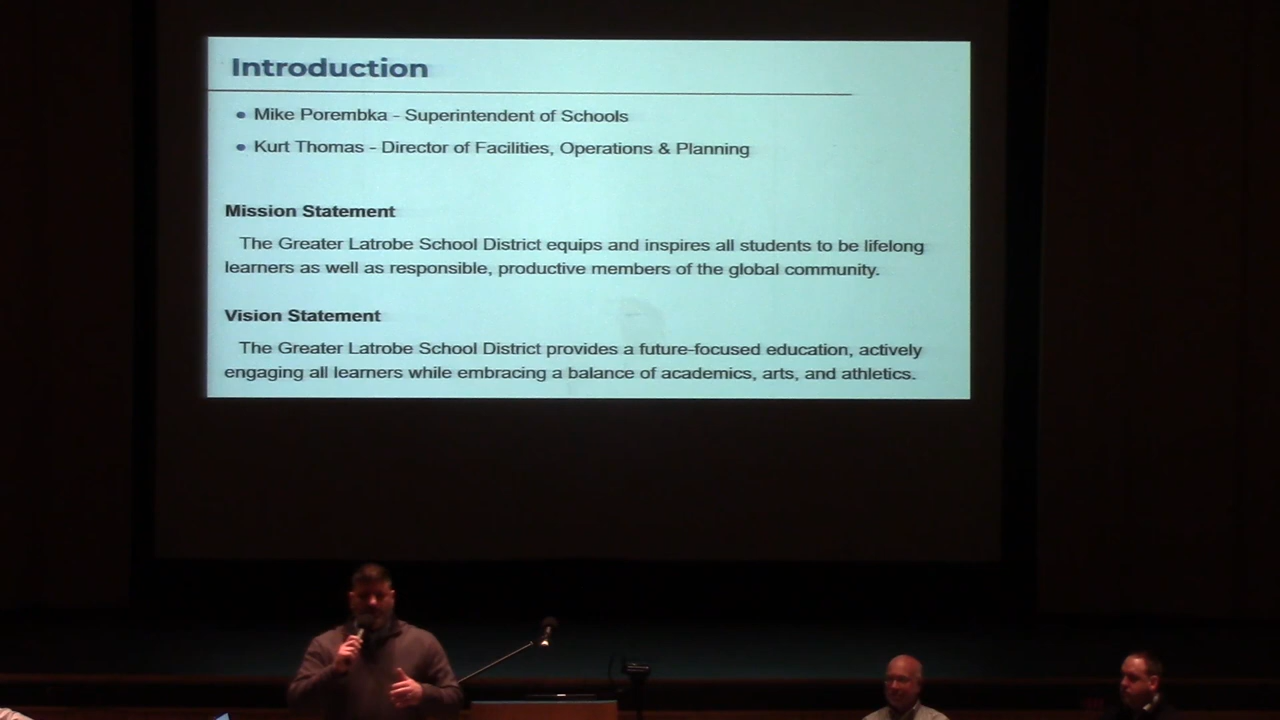 Introduction
• Mike Porembka - Superintendent of Schools
• Kurt Thomas - Director of Facilities, Operations & Planning
Mission Statement
The Greater Latrobe School District equips and inspires all students to be lifelong
learners as well as responsible, productive members of the global community.
Vision Statement
The Greater Latrobe School District provides a future-focused education, actively
engaging all learners while embracing a balance of academics, arts, and athletics.